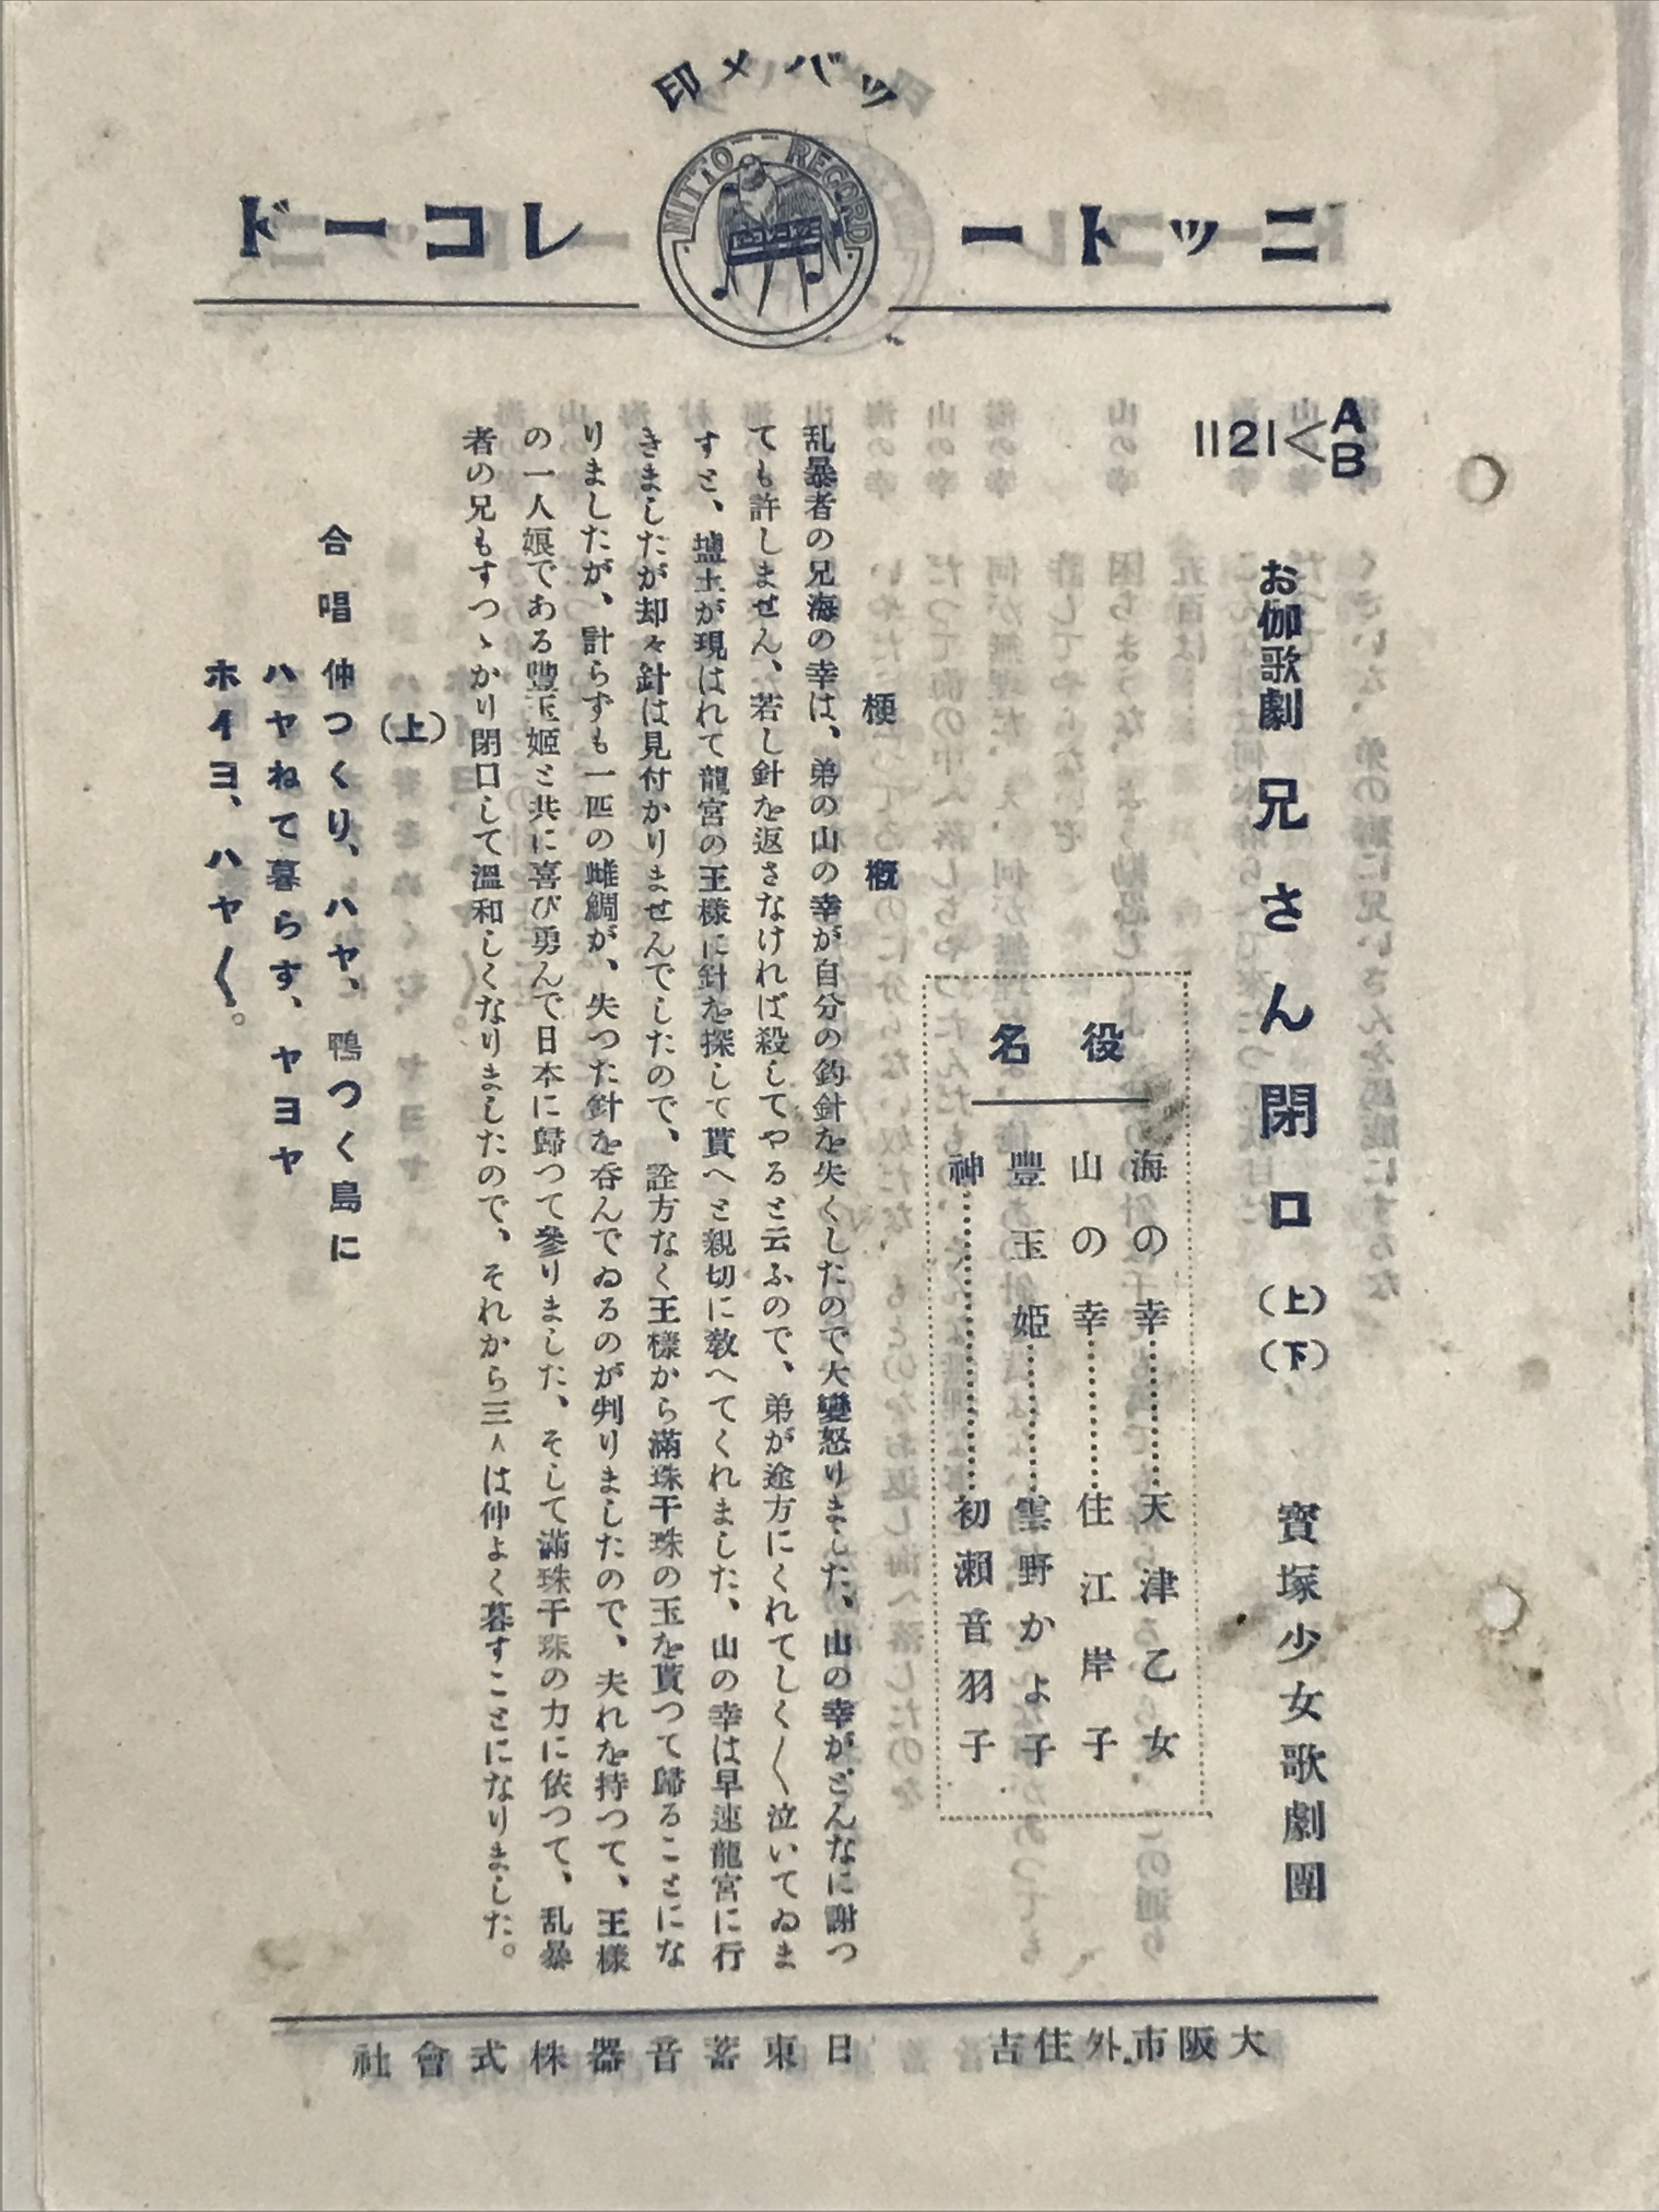 印メバツ
NITTO RECORD
ドーコレ ートッニ
1121 A B
お伽歌劇 兄さん閉口 (上)(下) 寶塚少女歌劇團
役名
海の幸………天津乙女
山の幸………住江岸子
豐玉姫………雲野かよ子
神………初瀬音羽子
梗概
乱暴者の兄海の幸は、弟の山の幸が自分の釣針を失くしたので大變怒りました、山の幸がどんなに謝つ
ても許しません、若し針を返さなければ殺してやると云ふので、弟が途方にくれてしく〱泣いてゐま
すと、塩土が現はれて龍宮の王樣に針を探して貰へと親切に敎へてくれました、山の幸は早速龍宮に行
きましたが却々針は見付かりませんでしたので、詮方なく王樣から滿珠干珠の玉を貰つて歸ることにな
りましたが、計らずも一匹の雌鯛が、失つた針を呑んでゐるのが判りましたので、夫れを持つて、王樣
の一人娘である豐玉姫と共に喜び勇んで日本に歸つて參りました、そして滿珠干珠の力に依つて、乱暴
者の兄もすつゝかり閉口して溫和しくなりましたので、それから三人は仲よく暮すことになりました。
(上)
合唱 仲つくり、ハヤ、鴨つく島に
ハヤねて暮らす、ヤヨヤ
ホイヨ、ハヤ〱。
社會式株器音蓄東日 吉住外市阪大